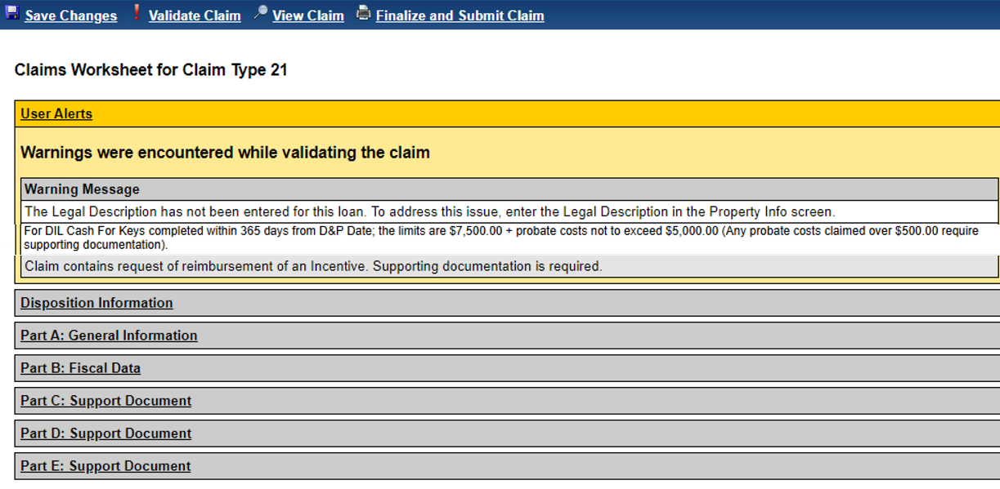 Save Changes Validate Claim View Claim Finalize and Submit Claim
Claims Worksheet for Claim Type 21
User Alerts
Warnings were encountered while validating the claim
Warning Message
The Legal Description has not been entered for this loan. To address this issue, enter the Legal Description in the Property Info screen.
For DIL Cash For Keys completed within 365 days from D&P Date; the limits are $7,500.00 + probate costs not to exceed $5,000.00 (Any probate costs claimed over $500.00 require
supporting documentation).
Claim contains request of reimbursement of an Incentive. Supporting documentation is required.
Disposition Information
Part A: General Information
Part B: Fiscal Data
Part C: Support Document
Part D: Support Document
Part E: Support Document